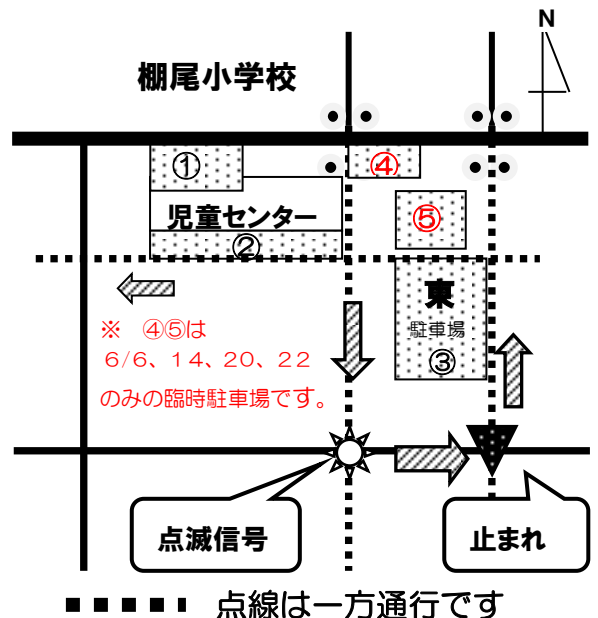 N
棚尾小学校
①
④
児童センター
⑤
②
東
駐車場
③
※ ④⑤は
6/6、14、20、22
のみの臨時駐車場です。
点滅信号
止まれ
点線は一方通行です